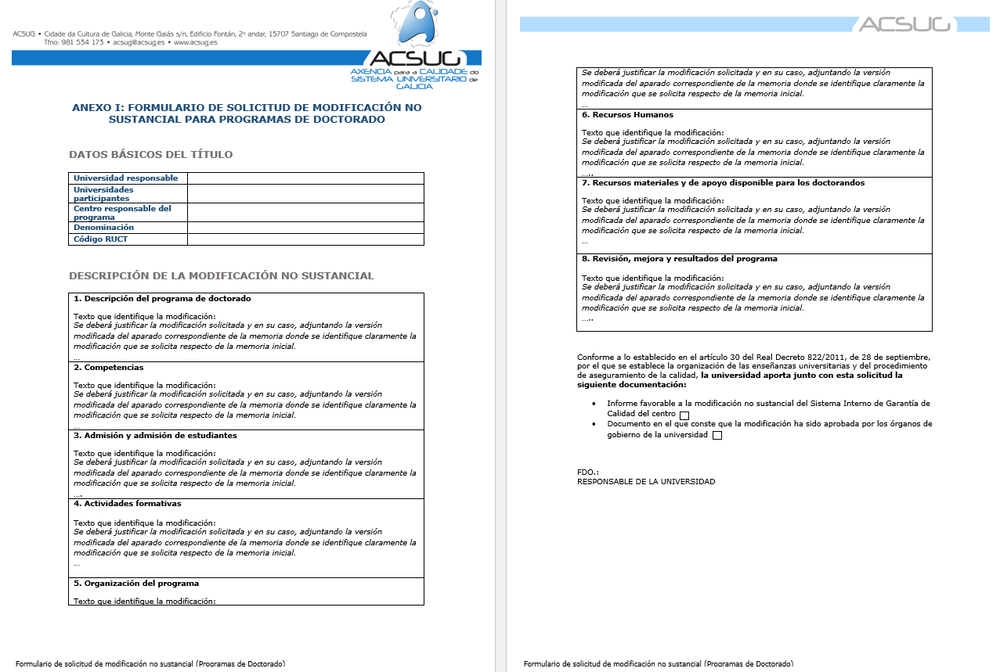 ACSUG • Cidade da Cultura de Galicia, Monte Gaiás s/n, Edificio Fontán, 2º andar, 15707 Santiago de Compostela
Tfno: 981 534 173 • acsug@acsug.es • www.acsug.es
ACSUG
AXENCIA para a CALIDADE do
SISTEMA UNIVERSITARIO de
GALICIA
ANEXO I: FORMULARIO DE SOLICITUD DE MODIFICACIÓN NO
SUSTANCIAL PARA PROGRAMAS DE DOCTORADO
DATOS BÁSICOS DEL TÍTULO
Universidad responsable
Universidades
participantes
Centro responsable del
programa
Denominación
Código RUCT
DESCRIPCIÓN DE LA MODIFICACIÓN NO SUSTANCIAL
1. Descripción del programa de doctorado
Texto que identifique la modificación:
Se deberá justificar la modificación solicitada y en su caso, adjuntando la versión
modificada del aparado correspondiente de la memoria donde se identifique claramente la
modificación que se solicita respecto de la memoria inicial.
...
2. Competencias
Texto que identifique la modificación:
Se deberá justificar la modificación solicitada y en su caso, adjuntando la versión
modificada del aparado correspondiente de la memoria donde se identifique claramente la
modificación que se solicita respecto de la memoria inicial.
...
3. Admisión y admisión de estudiantes
Texto que identifique la modificación:
Se deberá justificar la modificación solicitada y en su caso, adjuntando la versión
modificada del aparado correspondiente de la memoria donde se identifique claramente la
modificación que se solicita respecto de la memoria inicial.
....
4. Actividades formativas
Texto que identifique la modificación:
Se deberá justificar la modificación solicitada y en su caso, adjuntando la versión
modificada del aparado correspondiente de la memoria donde se identifique claramente la
modificación que se solicita respecto de la memoria inicial.
...
5. Organización del programa
Texto que identifique la modificación:
Formulario de solicitud de modificación no sustancial (Programas de Doctorado)
ACSUG
Se deberá justificar la modificación solicitada y en su caso, adjuntando la versión
modificada del aparado correspondiente de la memoria donde se identifique claramente la
modificación que se solicita respecto de la memoria inicial.
...
6. Recursos Humanos
Texto que identifique la modificación:
Se deberá justificar la modificación solicitada y en su caso, adjuntando la versión
modificada del aparado correspondiente de la memoria donde se identifique claramente la
modificación que se solicita respecto de la memoria inicial.
.....
7. Recursos materiales y de apoyo disponible para los doctorandos
Texto que identifique la modificación:
Se deberá justificar la modificación solicitada y en su caso, adjuntando la versión
modificada del aparado correspondiente de la memoria donde se identifique claramente la
modificación que se solicita respecto de la memoria inicial.
...
8. Revisión, mejora y resultados del programa
Texto que identifique la modificación:
Se deberá justificar la modificación solicitada y en su caso, adjuntando la versión
modificada del aparado correspondiente de la memoria donde se identifique claramente la
modificación que se solicita respecto de la memoria inicial.
.....
Conforme a lo establecido en el artículo 30 del Real Decreto 822/2011, de 28 de septiembre,
por el que se establece la organización de las enseñanzas universitarias y del procedimiento
de aseguramiento de la calidad, la universidad aporta junto con esta solicitud la
siguiente documentación:
• Informe favorable a la modificación no sustancial del Sistema Interno de Garantía de
Calidad del centro
• Documento en el que conste que la modificación ha sido aprobada por los órganos de
gobierno de la universidad
FDO.:
RESPONSABLE DE LA UNIVERSIDAD
Formulario de solicitud de modificación no sustancial (Programas de Doctorado)